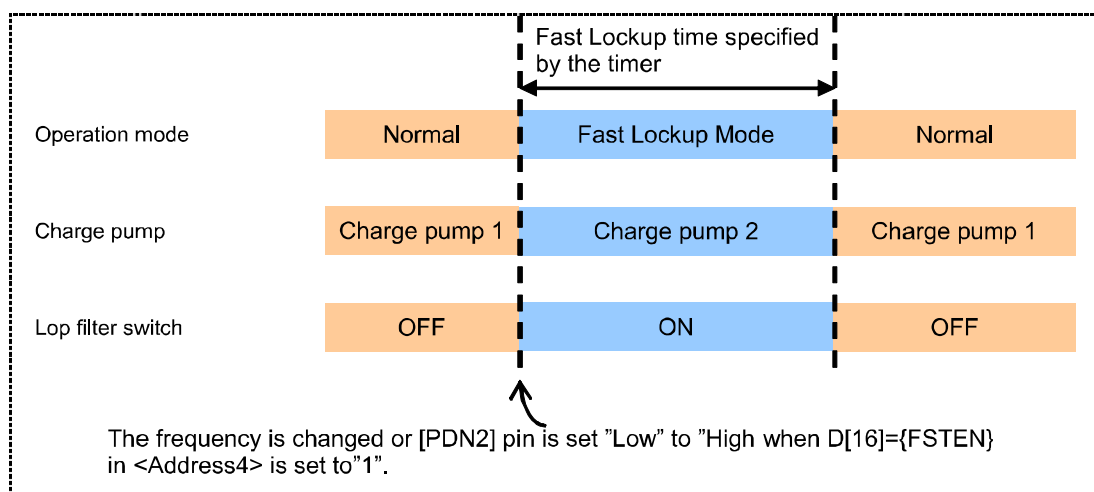 Fast Lockup time specified
by the timer
Operation mode
Normal
Fast Lockup Mode
Normal
Charge pump
Charge pump 1
Charge pump 2
Charge pump 1
Lop filter switch
OFF
ON
OFF
The frequency is changed or [PDN2] pin is set ”Low” to ”High when D[16]={FSTEN}
in <Address4> is set to”1”.